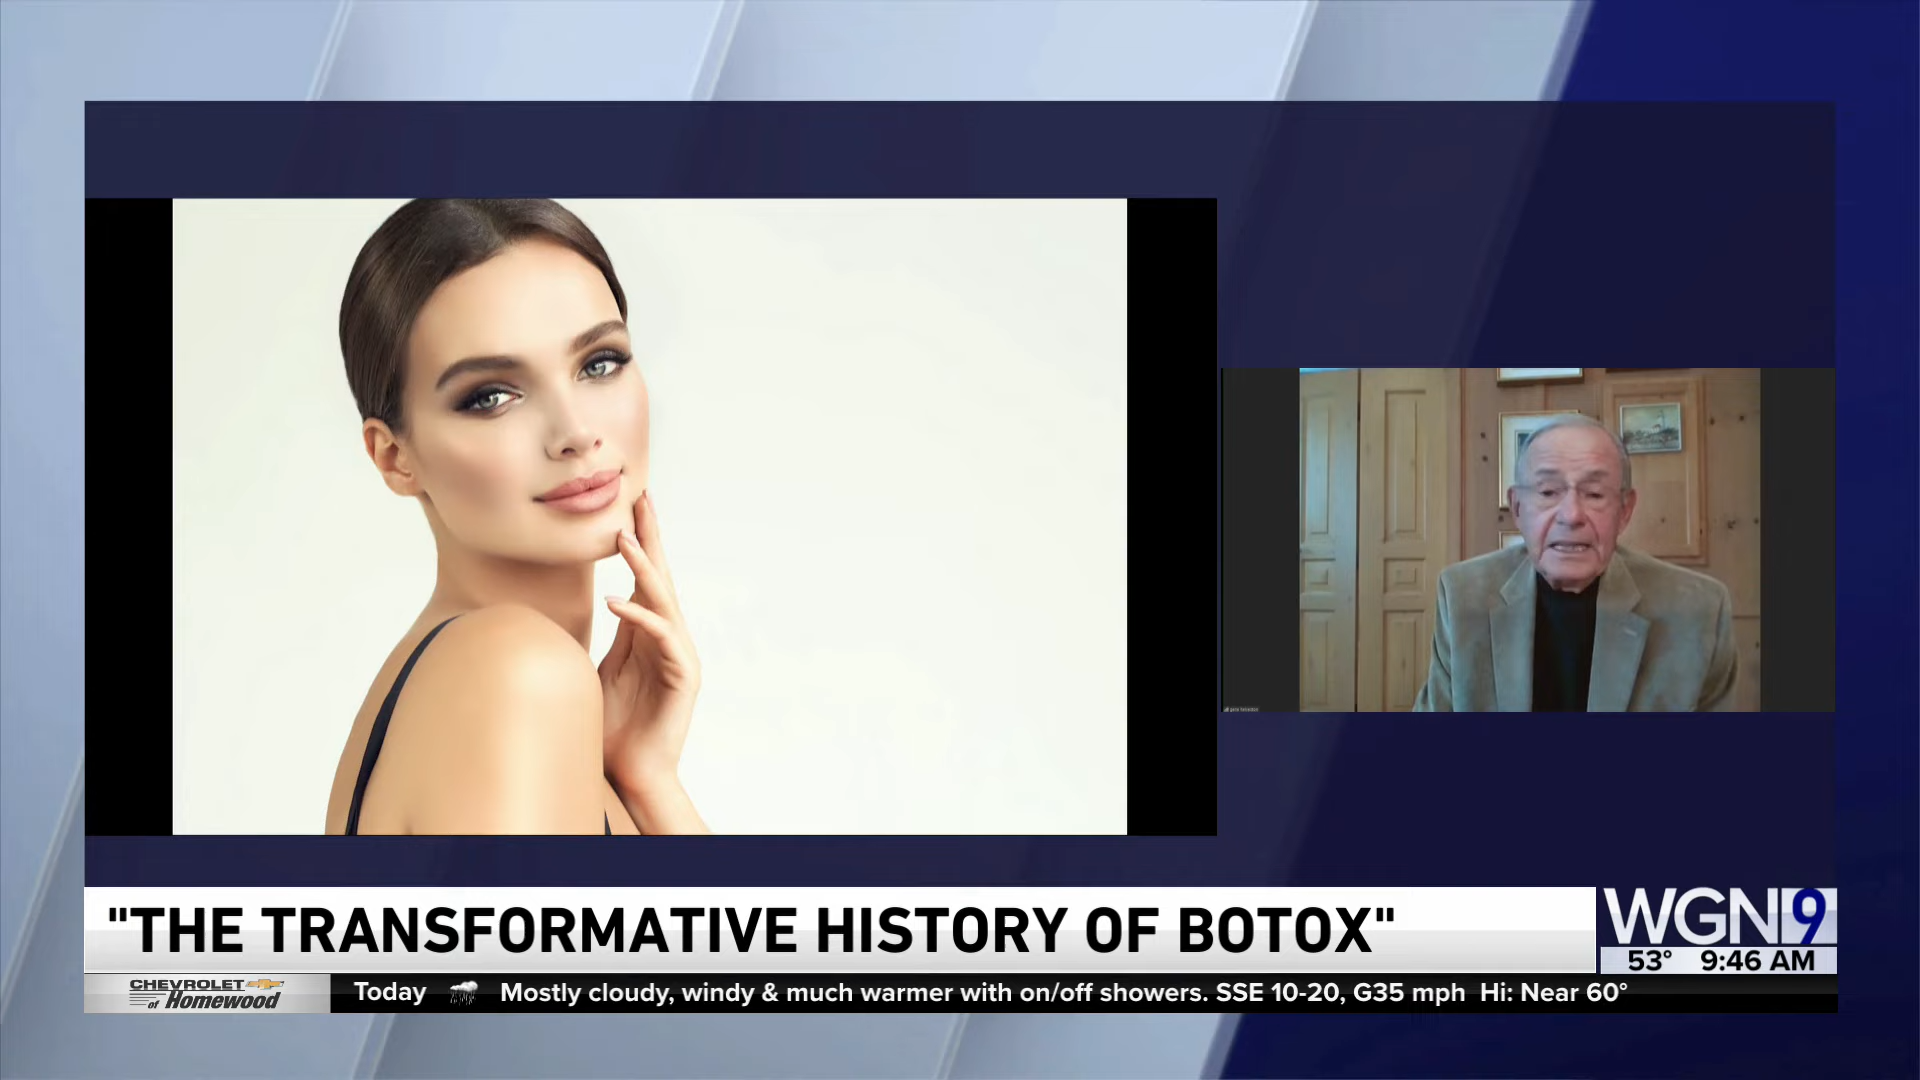 "THE TRANSFORMATIVE HISTORY OF BOTOX"
WGN9
53° 9:46 AM
CHEVROLET
of Homewood
Today Mostly cloudy, windy & much warmer with on/off showers. SSE 10-20, G35 mph Hi: Near 60°